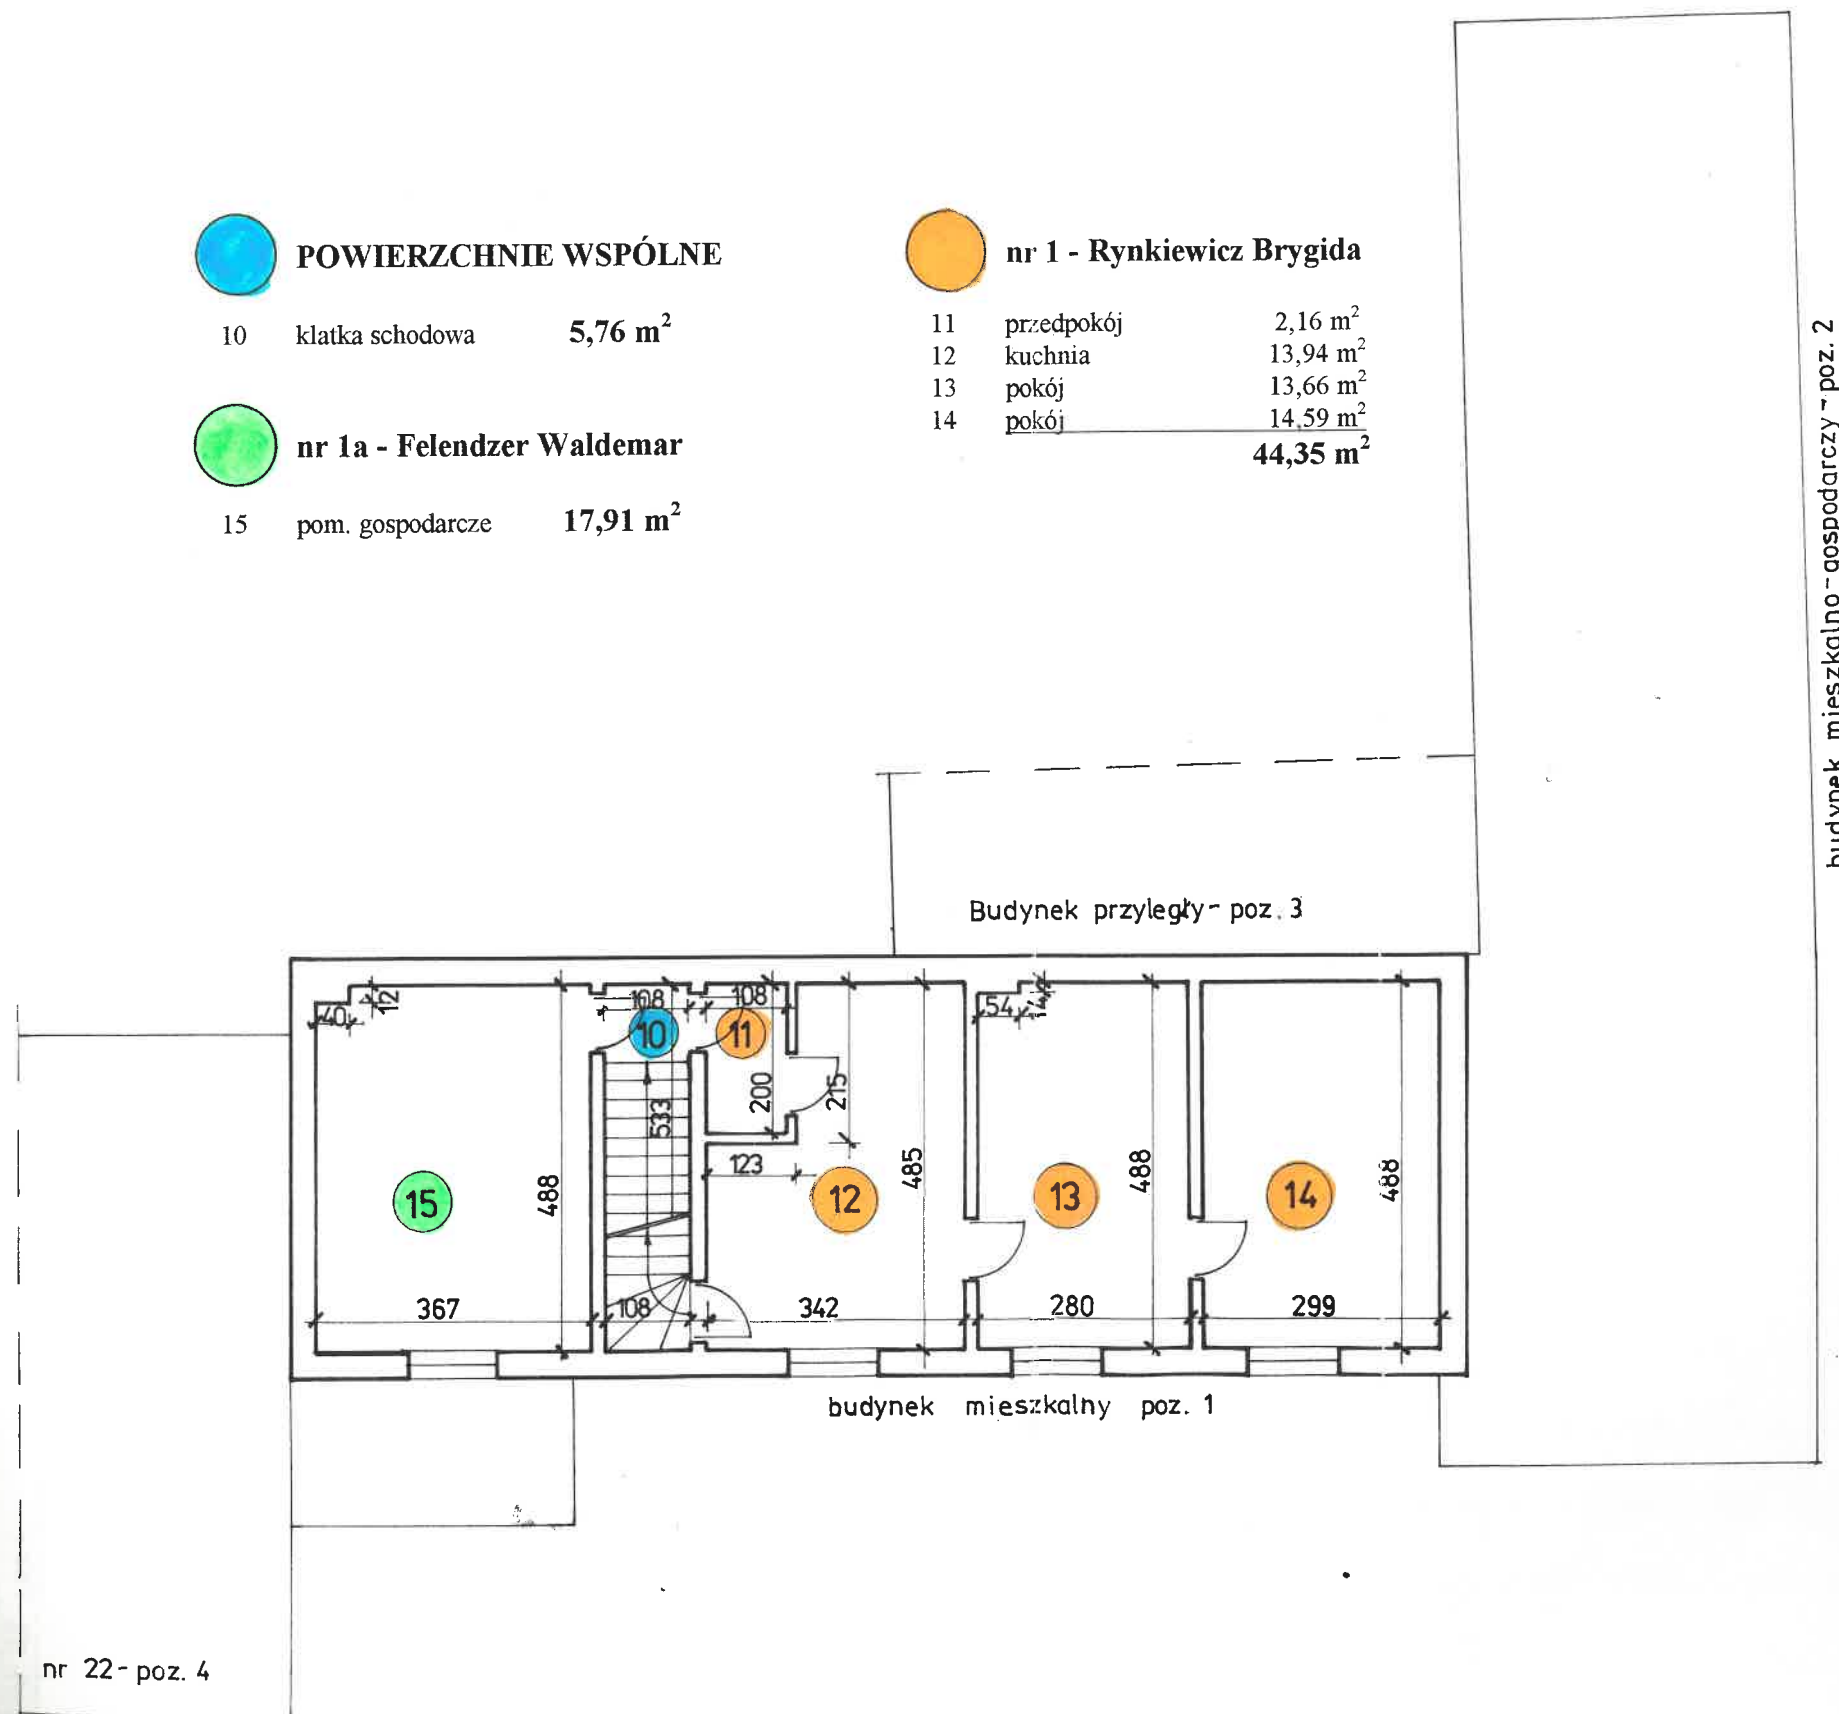 POWIERZCHNIE WSPÓLNE
10 klatka schodowa 5,76 m²
nr 1a - Felendzer Waldemar
15 pom. gospodarcze 17,91 m²
nr 1 - Rynkiewicz Brygida
11 przedpokój 2,16 m²
12 kuchnia 13,94 m²
13 pokój 13,66 m²
14 pokój 14,59 m²
44,35 m²
budynek mieszkalno-gospodarczy-poz. 2
Budynek przyległy- poz. 3
40
12
108
108
54
10
11
200
215
533
123
488
485
488
488
15
12
13
14
367
108
342
280
299
budynek mieszkalny poz. 1
nr 22-poz. 4